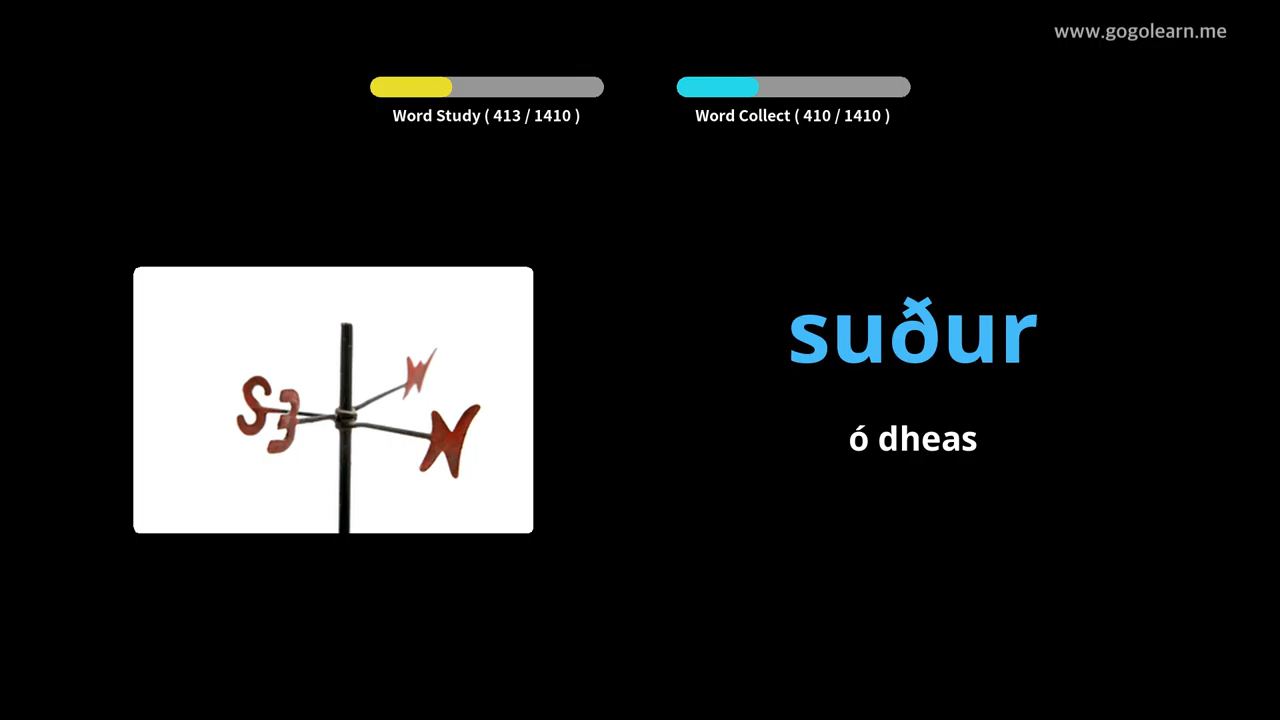 www.gogolearn.me
Word Study ( 413 / 1410 )
Word Collect ( 410 / 1410 )
suður
ó dheas
S
E
N